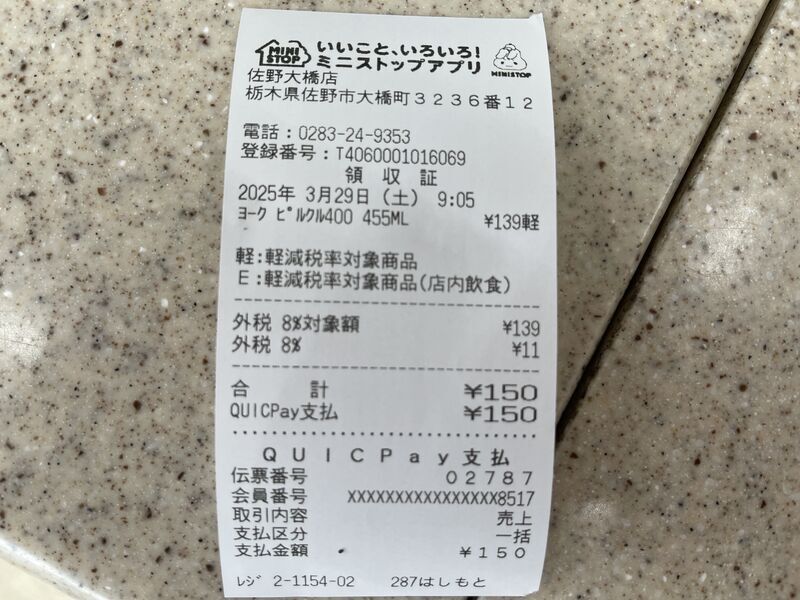 MINI STOP
いいこと、いろいろ!
ミニストップアプリ
MINISTOP
佐野大橋店
栃木県佐野市大橋町3236番12
電話:0283-24-9353
登録番号:T4060001016069
領 収 証
2025年 3月29日(土) 9:05
ヨーク ピルクル400 455ML ¥139軽
軽:軽減税率対象商品
E:軽減税率対象商品(店内飲食)
外税 8%対象額 ¥139
外税 8% ¥11
合 計 ¥150
QUICPay支払 ¥150
QUICPay支払
伝票番号 02787
会員番号 XXXXXXXXXXXXXXXX8517
取引内容 売上
支払区分 一括
支払金額 ¥150
レジ 2-1154-02 287はしもと